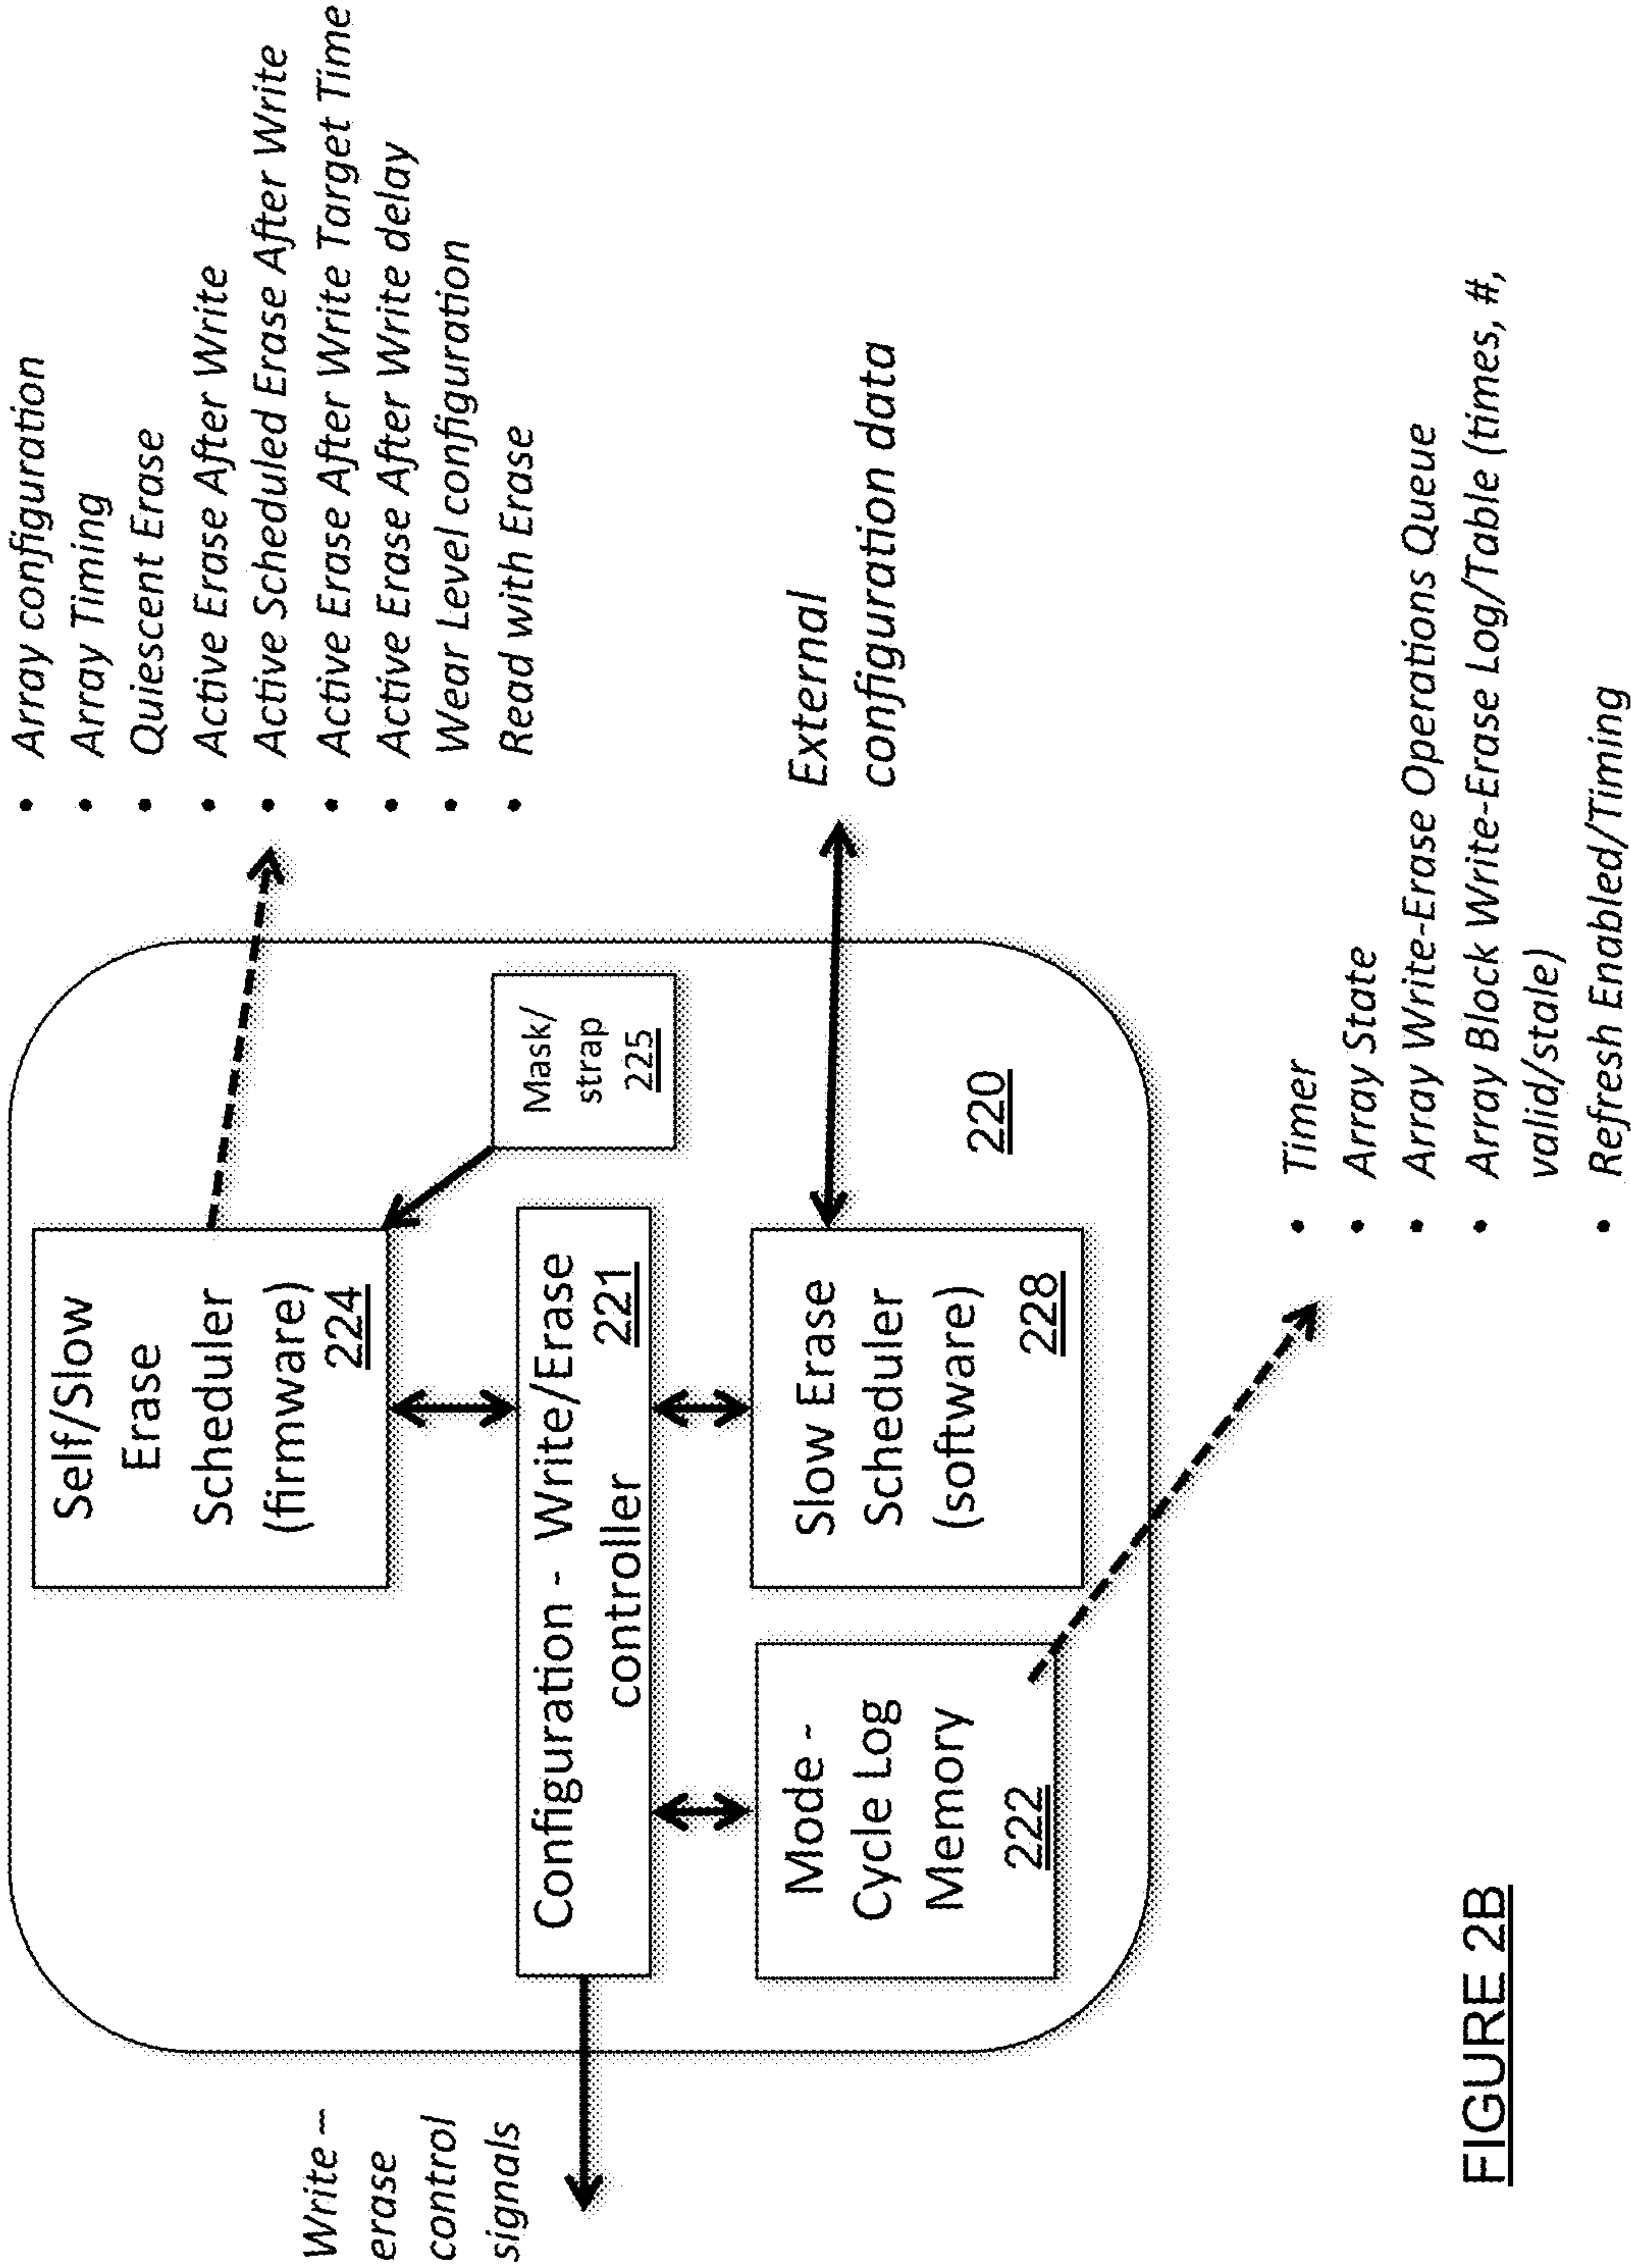 Write –
erase
control
signals
Self/Slow
Erase
Scheduler
(firmware)
224
Mask/
strap
225
Configuration - Write/Erase
controller 221
Mode -
Cycle Log
Memory
222
Slow Erase
Scheduler
(software)
228
220
• Array configuration
• Array Timing
• Quiescent Erase
• Active Erase After Write
• Active Scheduled Erase After Write
• Active Erase After Write Target Time
• Active Erase After Write delay
• Wear Level configuration
• Read with Erase
External
configuration data
• Timer
• Array State
• Array Write-Erase Operations Queue
• Array Block Write-Erase Log/Table (times, #,
valid/stale)
• Refresh Enabled/Timing
FIGURE 2B